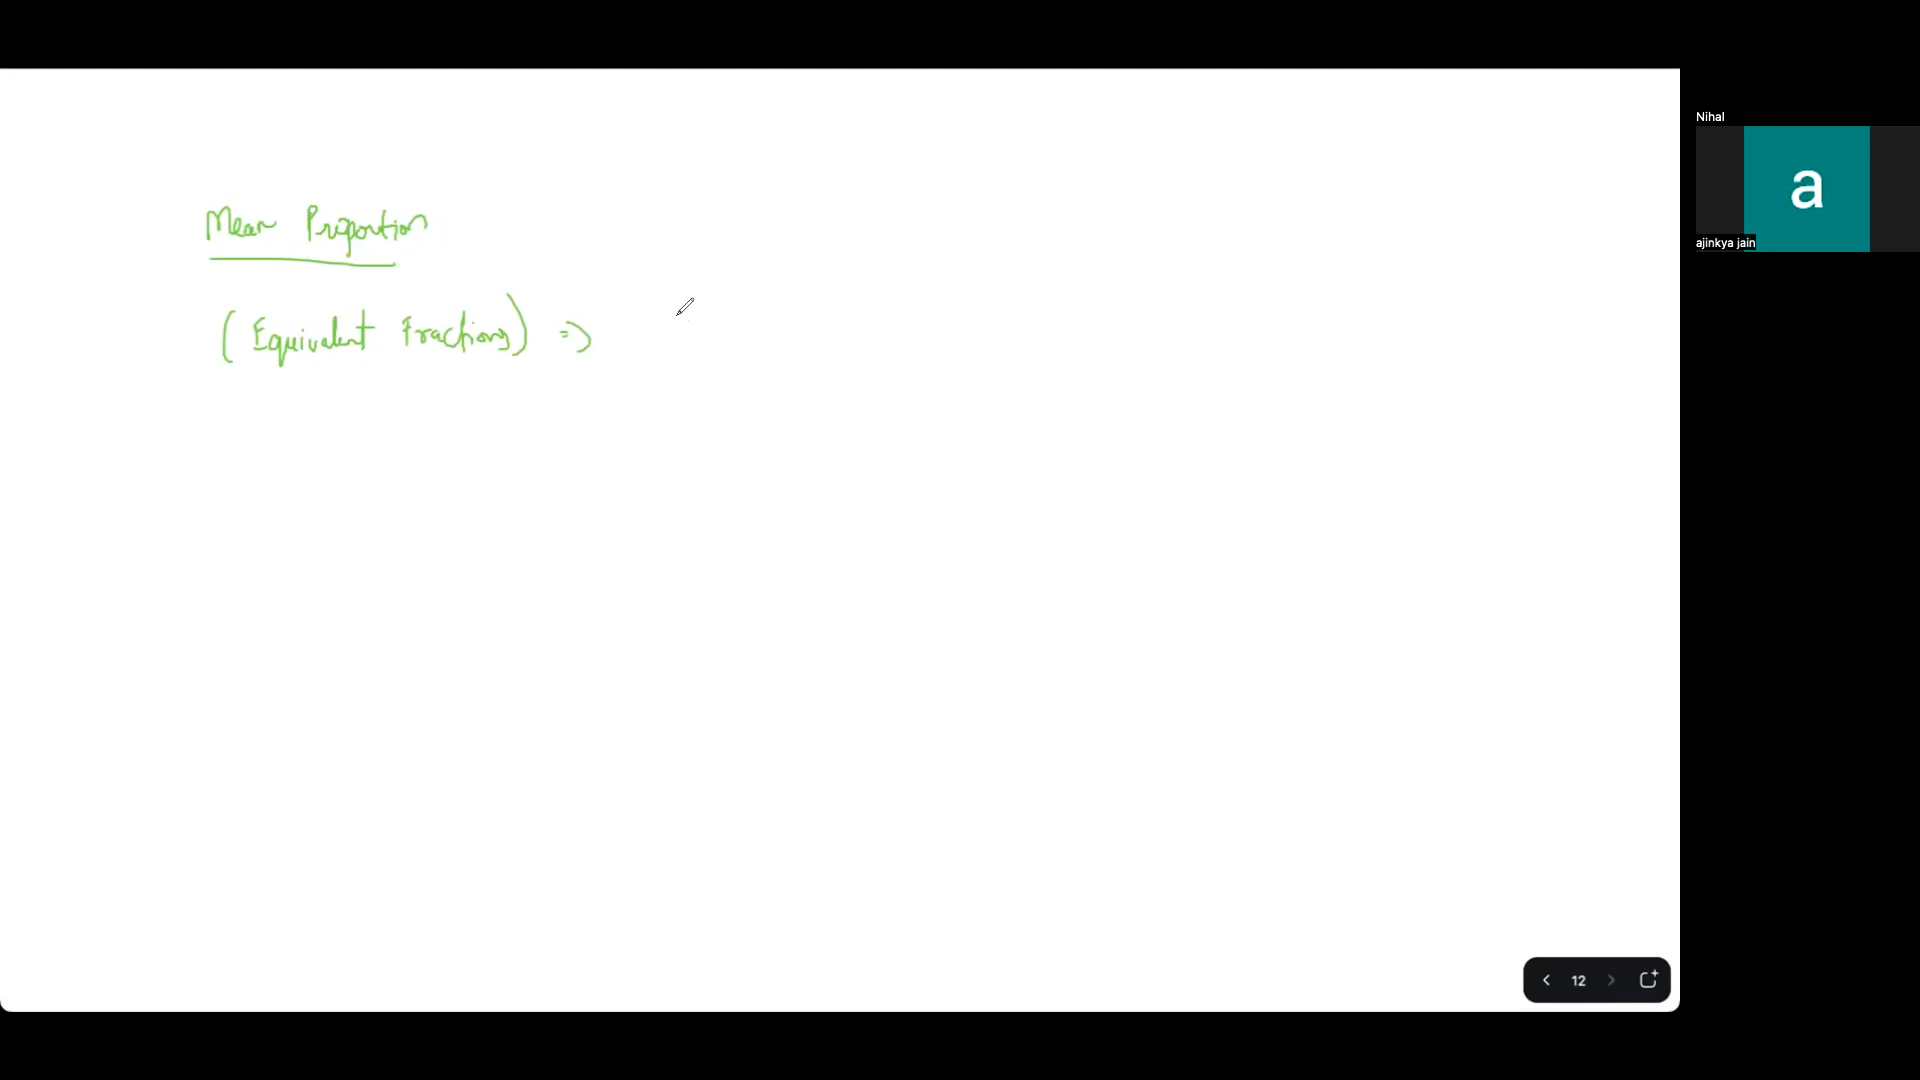 Mean Proportion
(Equivalent Fractions) =>
Nihal
a
ajinkya jain
< 12 >